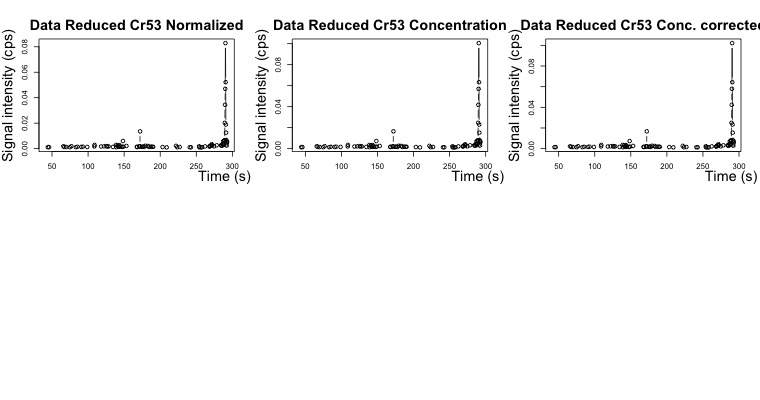 Data Reduced Cr53 Normalized
Signal intensity (cps)
0.00 0.02 0.04 0.06 0.08
50 100 150 200 250 300
Time (s)
Data Reduced Cr53 Concentration
Signal intensity (cps)
0.00 0.04 0.08
50 100 150 200 250 300
Time (s)
Data Reduced Cr53 Conc. corrected
Signal intensity (cps)
0.00 0.04 0.08
50 100 150 200 250 300
Time (s)